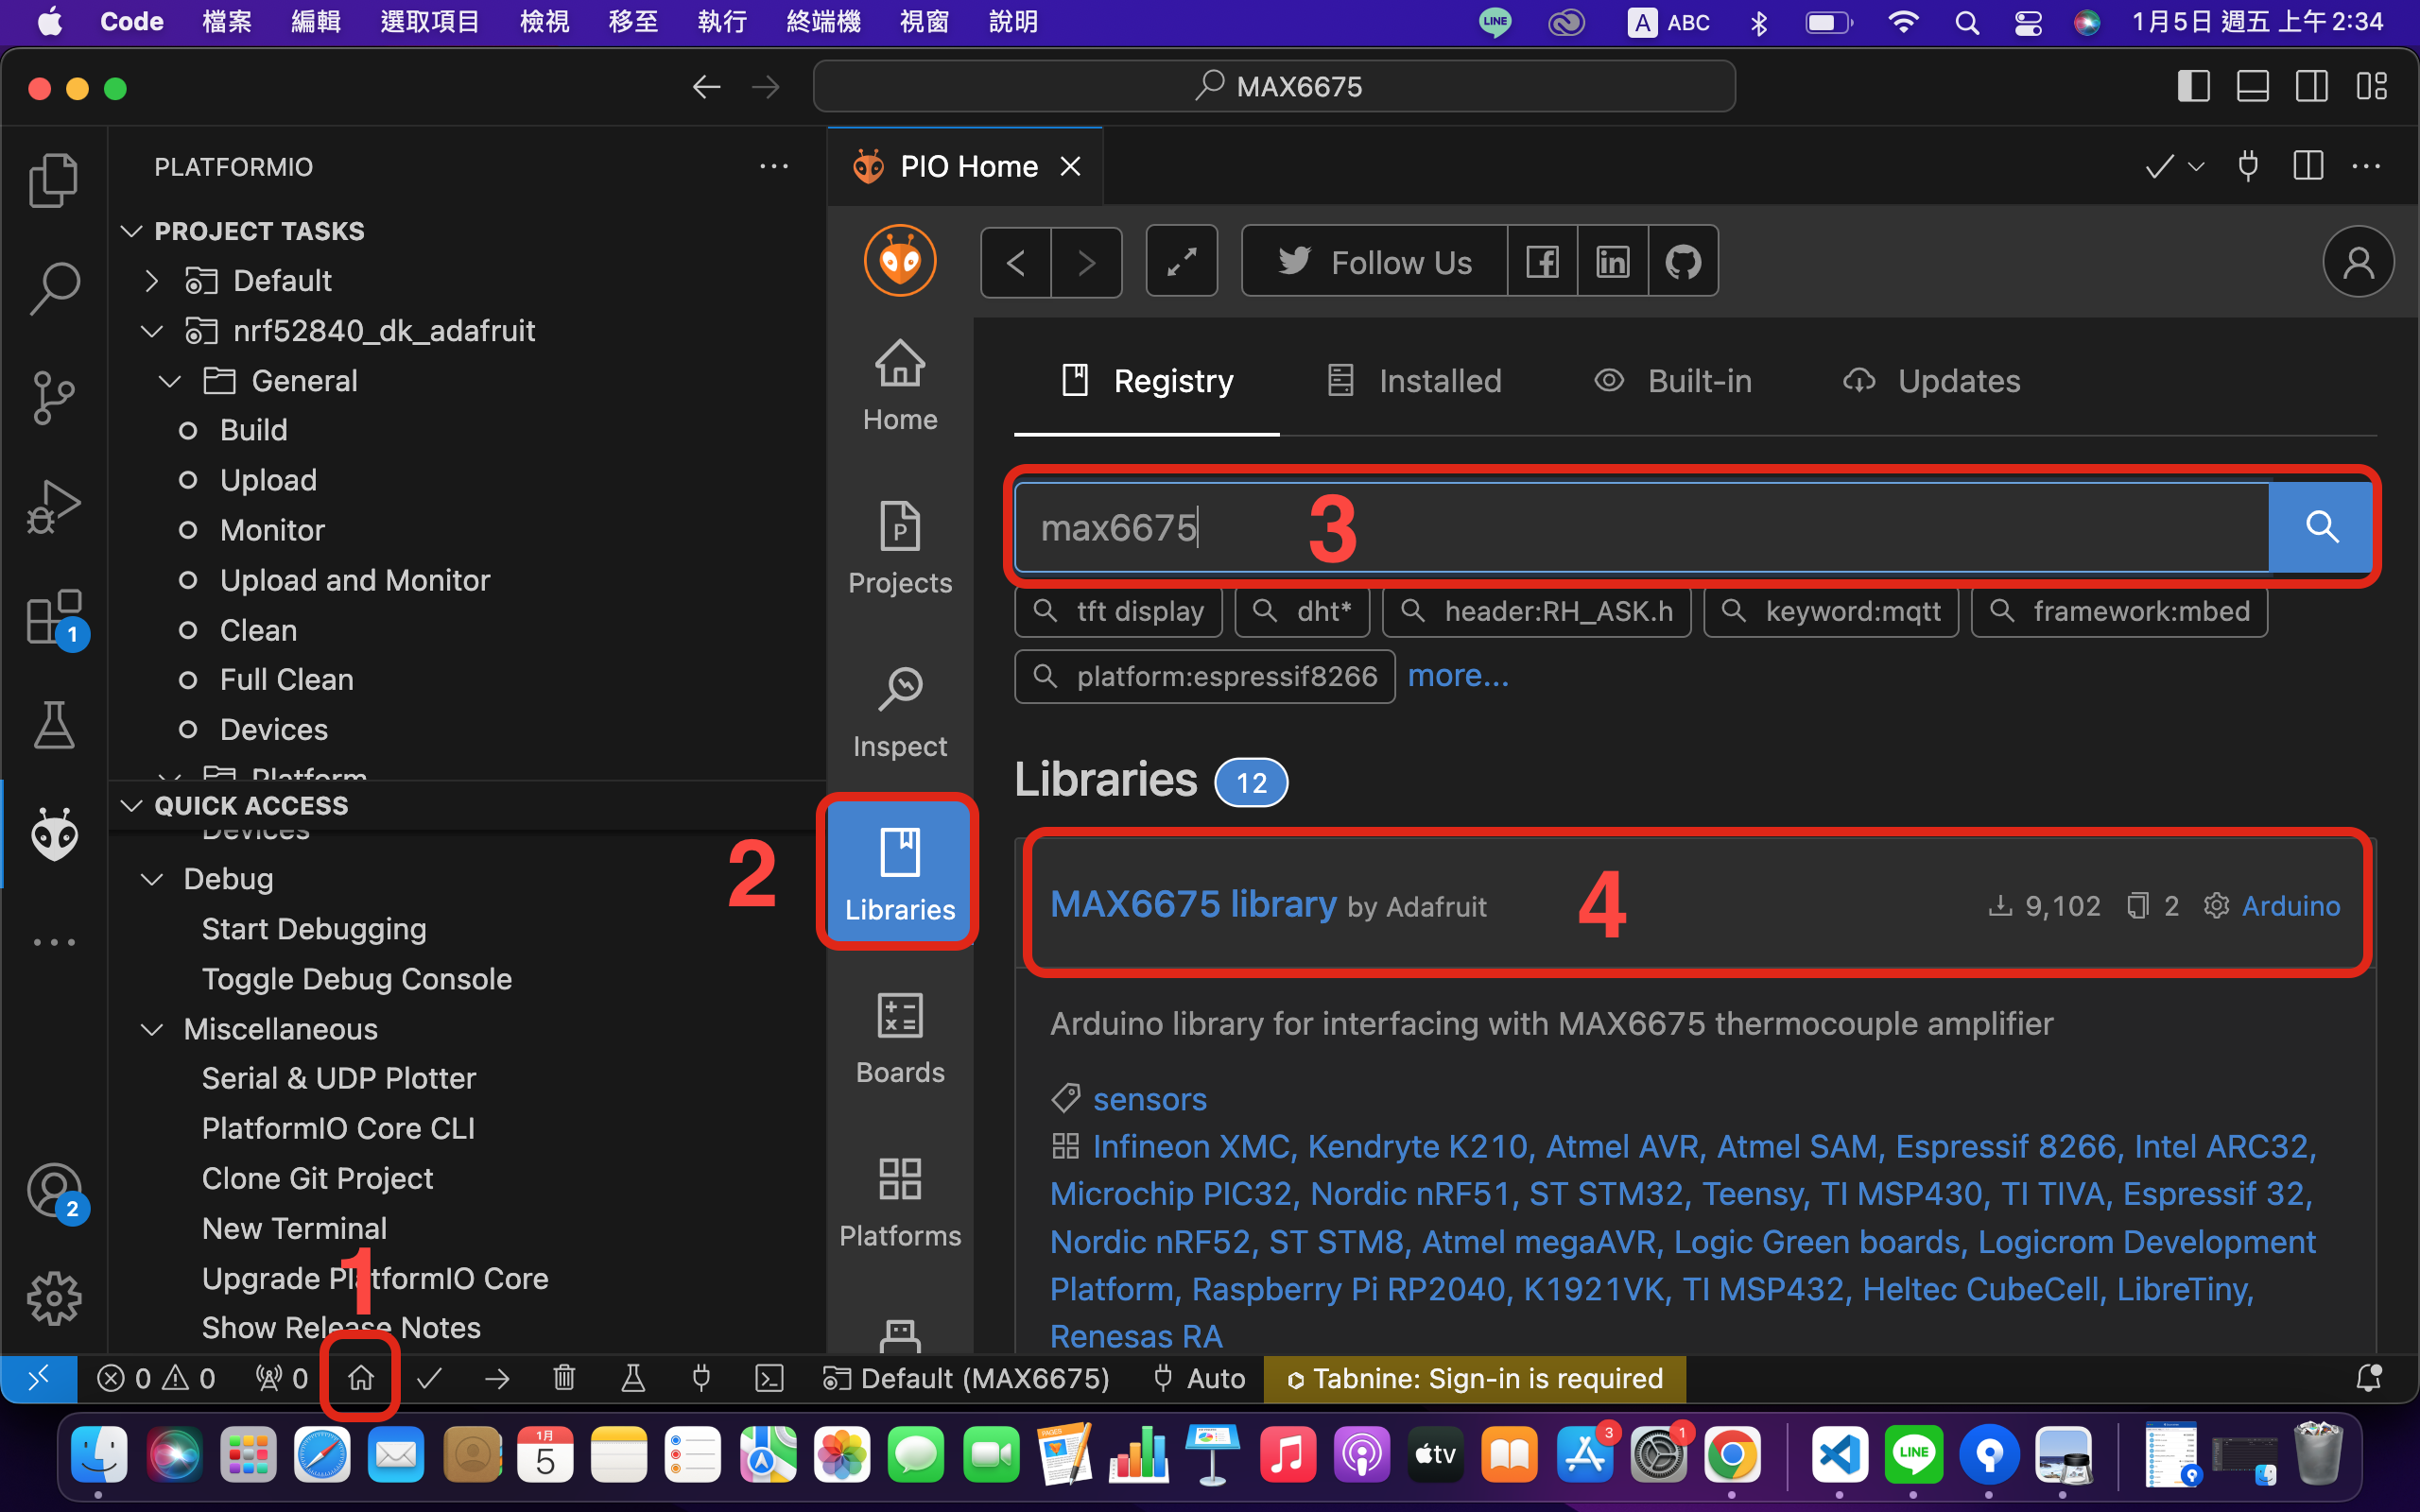 Code 檔案 編輯 選取項目 檢視 移至 執行 終端機 視窗 說明 LINE A ABC 1月5日 週五 上午2:34
MAX6675
PLATFORMIO
PIO Home
PROJECT TASKS
Default
nrf52840_dk_adafruit
General
Build
Upload
Monitor
Upload and Monitor
Clean
Full Clean
Devices
Platform
QUICK ACCESS
Devices
Debug
Start Debugging
Toggle Debug Console
Miscellaneous
Serial & UDP Plotter
PlatformIO Core CLI
Clone Git Project
New Terminal
Upgrade PlatformIO Core
Show Release Notes
1
2
1
2
Home
Projects
Inspect
Libraries
Boards
Platforms
Follow Us
Registry Installed Built-in Updates
max6675 3
tft display dht* header:RH_ASK.h keyword:mqtt framework:mbed
platform:espressif8266 more...
Libraries 12
MAX6675 library by Adafruit 4 9,102 2 Arduino
Arduino library for interfacing with MAX6675 thermocouple amplifier
sensors
Infineon XMC, Kendryte K210, Atmel AVR, Atmel SAM, Espressif 8266, Intel ARC32,
Microchip PIC32, Nordic nRF51, ST STM32, Teensy, TI MSP430, TI TIVA, Espressif 32,
Nordic nRF52, ST STM8, Atmel megaAVR, Logic Green boards, Logicrom Development
Platform, Raspberry Pi RP2040, K1921VK, TI MSP432, Heltec CubeCell, LibreTiny,
Renesas RA
0 0 0 Default (MAX6675) Auto Tabnine: Sign-in is required
1月
5
PAGES
tv
3
1
LINE